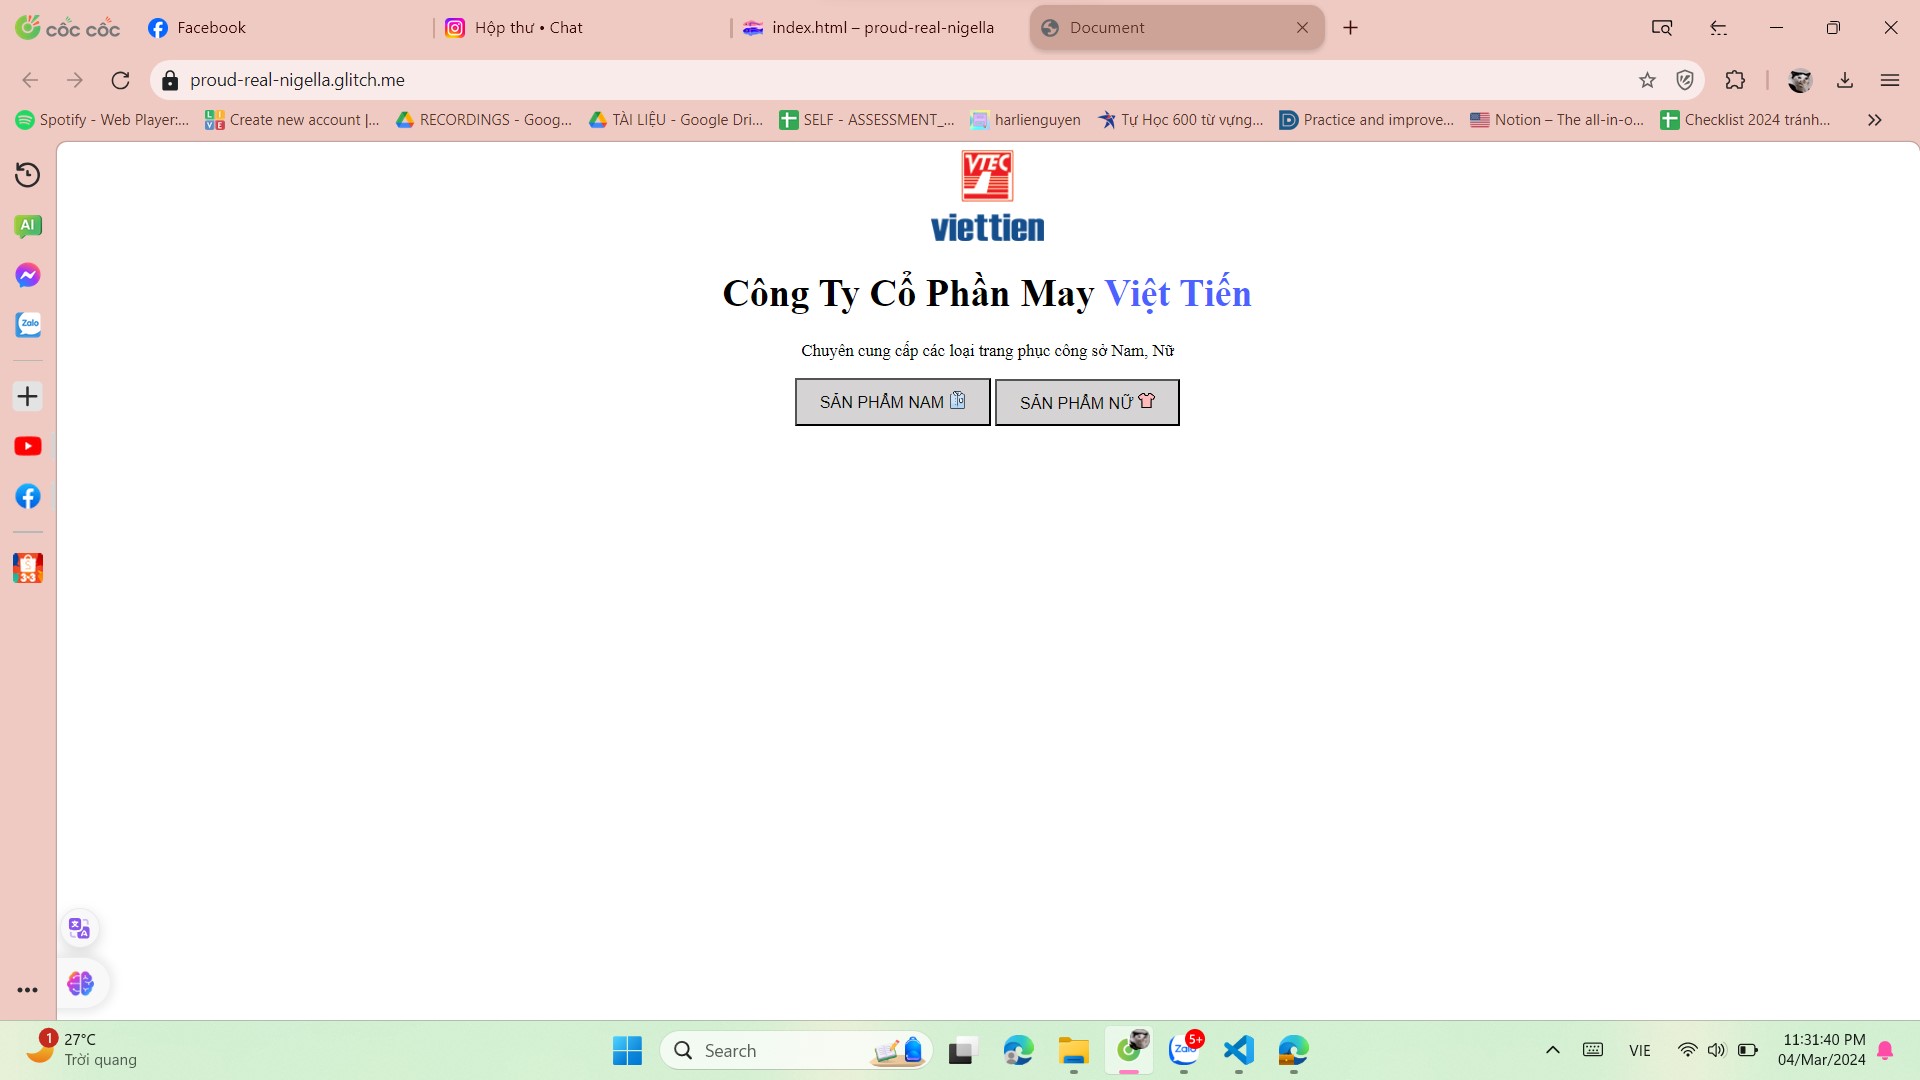 cốc cốc
Facebook
Hộp thư • Chat
index.html – proud-real-nigella
Document
proud-real-nigella.glitch.me
Spotify - Web Player:...
Create new account |...
RECORDINGS - Goog...
TÀI LIỆU - Google Dri...
SELF - ASSESSMENT_...
harlienguyen
Tự Học 600 từ vựng...
Practice and improve...
Notion – The all-in-o...
Checklist 2024 tránh...
AI
Zalo
3-3
VTEC
viettien
Công Ty Cổ Phần May Việt Tiến
Chuyên cung cấp các loại trang phục công sở Nam, Nữ
SẢN PHẨM NAM
SẢN PHẨM NỮ
1
27°C
Trời quang
Search
Zalo
5+
VIE
11:31:40 PM
04/Mar/2024